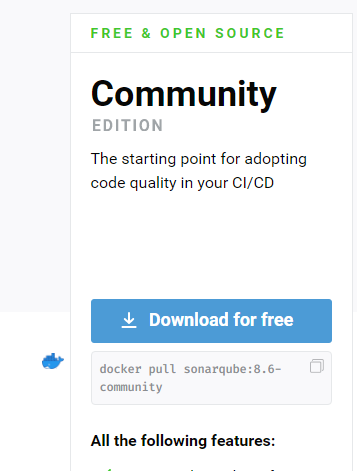 FREE & OPEN SOURCE
Community
EDITION
The starting point for adopting
code quality in your CI/CD
Download for free
docker pull sonarqube:8.6-
community
All the following features: